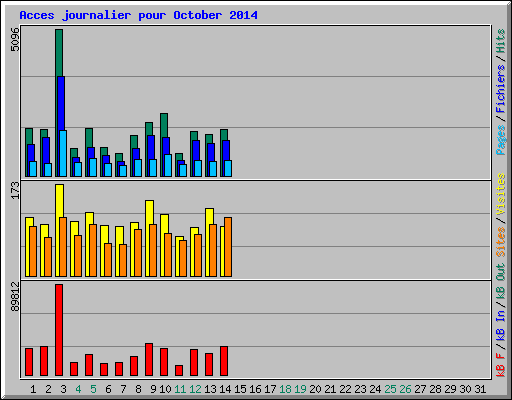 Acces journalier pour October 2014
5096
173
89812
Pages / Fichiers / Hits
Sites / Visites
kB F / kB In / kB Out
1 2 3 4 5 6 7 8 9 10 11 12 13 14 15 16 17 18 19 20 21 22 23 24 25 26 27 28 29 30 31